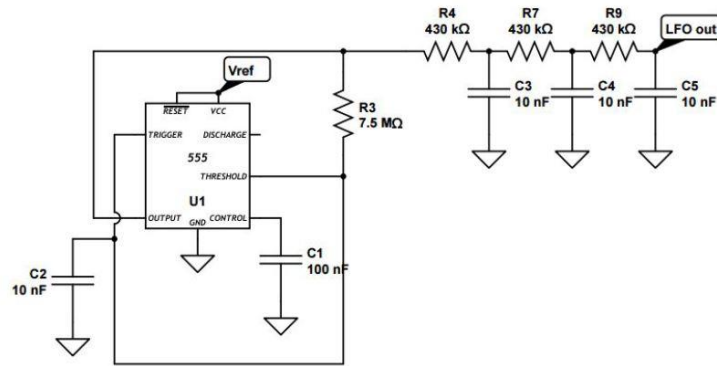 R4
430 kΩ
R7
430 kΩ
R9
430 kΩ
LFO out
Vref
RESET
VCC
R3
7.5 MΩ
C3
10 nF
C4
10 nF
C5
10 nF
TRIGGER
DISCHARGE
555
THRESHOLD
U1
OUTPUT
GND
CONTROL
C1
100 nF
C2
10 nF